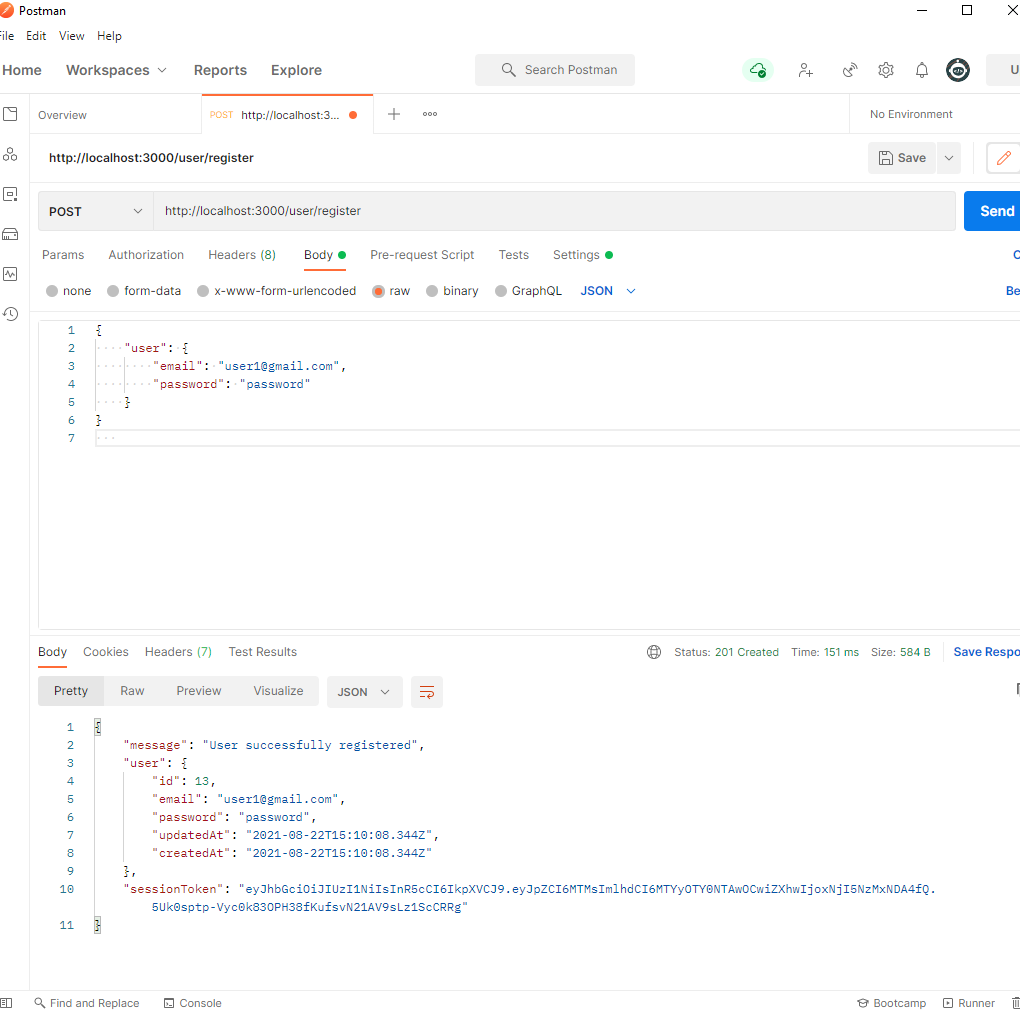 Postman
File Edit View Help
Home Workspaces Reports Explore Search Postman U
Overview POST http://localhost:3... No Environment
http://localhost:3000/user/register Save
POST http://localhost:3000/user/register Send
Params Authorization Headers (8) Body Pre-request Script Tests Settings C
none form-data x-www-form-urlencoded raw binary GraphQL JSON Be
1 {
2 "user": {
3 "email": "user1@gmail.com",
4 "password": "password"
5 }
6 }
7
Body Cookies Headers (7) Test Results Status: 201 Created Time: 151 ms Size: 584 B Save Respo
Pretty Raw Preview Visualize JSON
1 {
2 "message": "User successfully registered",
3 "user": {
4 "id": 13,
5 "email": "user1@gmail.com",
6 "password": "password",
7 "updatedAt": "2021-08-22T15:10:08.344Z",
8 "createdAt": "2021-08-22T15:10:08.344Z"
9 },
10 "sessionToken": "eyJhbGciOiJIUzI1NiIsInR5cCI6IkpXVCJ9.eyJpZCI6MTMsImlhdCI6MTYyOTY0NTAwOCwiZXhwIjoxNjI5NzMxNDA4fQ.
5Uk0sptp-Vyc0k83OPH38fKufsvN21AV9sLz1ScCRRg"
11 }
Find and Replace Console Bootcamp Runner